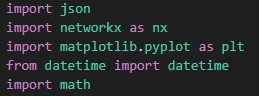 import json
import networkx as nx
import matplotlib.pyplot as plt
from datetime import datetime
import math